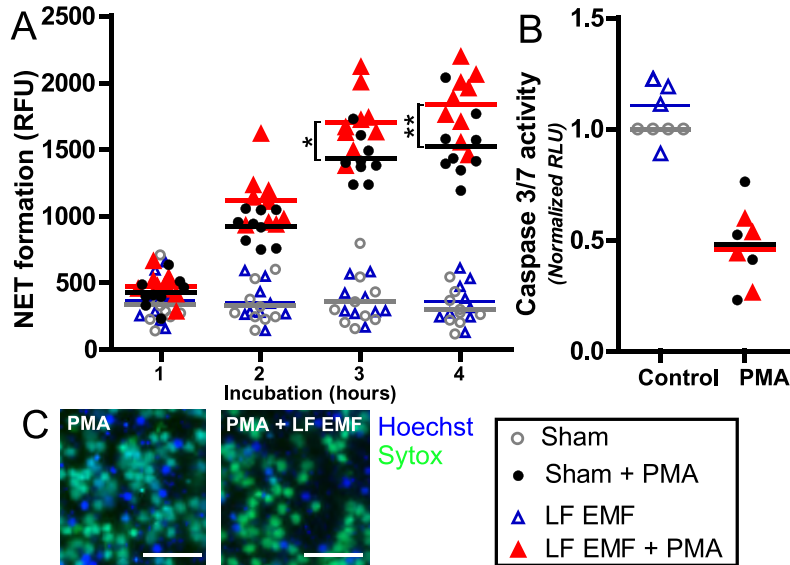 A
NET formation (RFU)
2500
2000
1500
1000
500
0
*
**
1 2 3 4
Incubation (hours)
B
Caspase 3/7 activity
(Normalized RLU)
1.5
1.0
0.5
0.0
Control PMA
C
PMA
PMA + LF EMF
Hoechst
Sytox
Sham
Sham + PMA
LF EMF
LF EMF + PMA